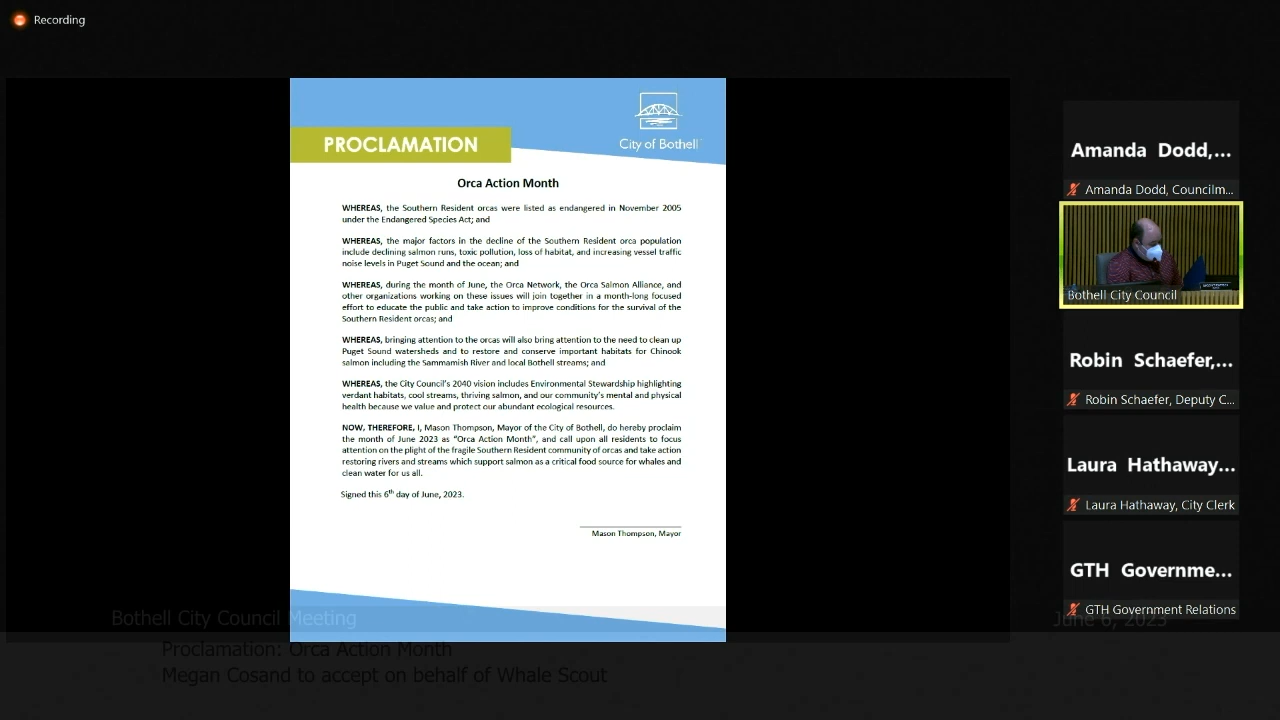 Recording
PROCLAMATION
City of Bothell
Orca Action Month
WHEREAS, the Southern Resident orcas were listed as endangered in November 2005
under the Endangered Species Act; and
WHEREAS, the major factors in the decline of the Southern Resident orca population
include declining salmon runs, toxic pollution, loss of habitat, and increasing vessel traffic
noise levels in Puget Sound and the ocean; and
WHEREAS, during the month of June, the Orca Network, the Orca Salmon Alliance, and
other organizations working on these issues will join together in a month-long focused
effort to educate the public and take action to improve conditions for the survival of the
Southern Resident orcas; and
WHEREAS, bringing attention to the orcas will also bring attention to the need to clean up
Puget Sound watersheds and to restore and conserve important habitats for Chinook
salmon including the Sammamish River and local Bothell streams; and
WHEREAS, the City Council's 2040 vision includes Environmental Stewardship highlighting
verdant habitats, cool streams, thriving salmon, and our community's mental and physical
health because we value and protect our abundant ecological resources.
NOW, THEREFORE, I, Mason Thompson, Mayor of the City of Bothell, do hereby proclaim
the month of June 2023 as "Orca Action Month", and call upon all residents to focus
attention on the plight of the fragile Southern Resident community of orcas and take action
restoring rivers and streams which support salmon as a critical food source for whales and
clean water for us all.
Signed this 6th day of June, 2023.
Mason Thompson, Mayor
Amanda Dodd,...
Amanda Dodd, Councilm...
Bothell City Council
Robin Schaefer,...
Robin Schaefer, Deputy C...
Laura Hathaway...
Laura Hathaway, City Clerk
GTH Governme...
GTH Government Relations
Bothell City Council Meeting
June 6, 2023
Proclamation: Orca Action Month
Megan Cosand to accept on behalf of Whale Scout